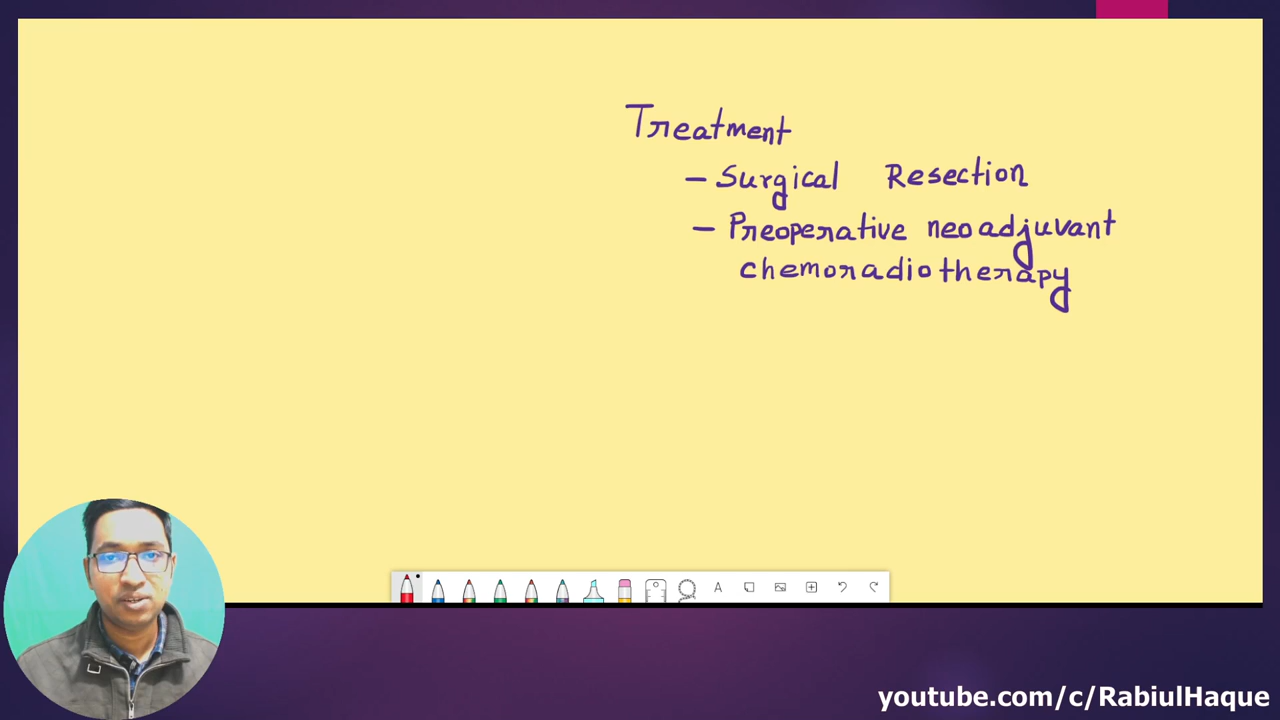 Treatment
- Surgical Resection
- Preoperative neoadjuvant
chemoradiotherapy
A
youtube.com/c/RabiulHaque